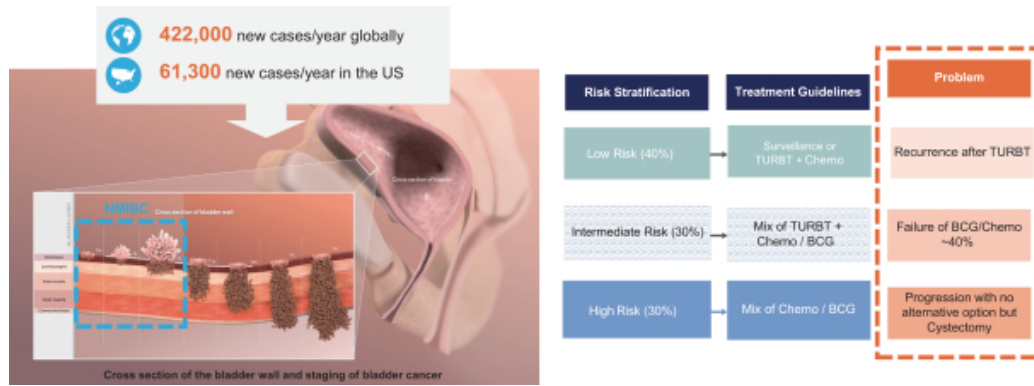 422,000 new cases/year globally
61,300 new cases/year in the US
Cross section of bladder
NMIBC Cross section of bladder wall
Cross section of the bladder wall and staging of bladder cancer
Risk Stratification
Treatment Guidelines
Problem
Low Risk (40%)
Surveillance or
TURBT + Chemo
Recurrence after TURBT
Intermediate Risk (30%)
Mix of TURBT +
Chemo / BCG
Failure of BCG/Chemo
~40%
High Risk (30%)
Mix of Chemo / BCG
Progression with no
alternative option but
Cystectomy